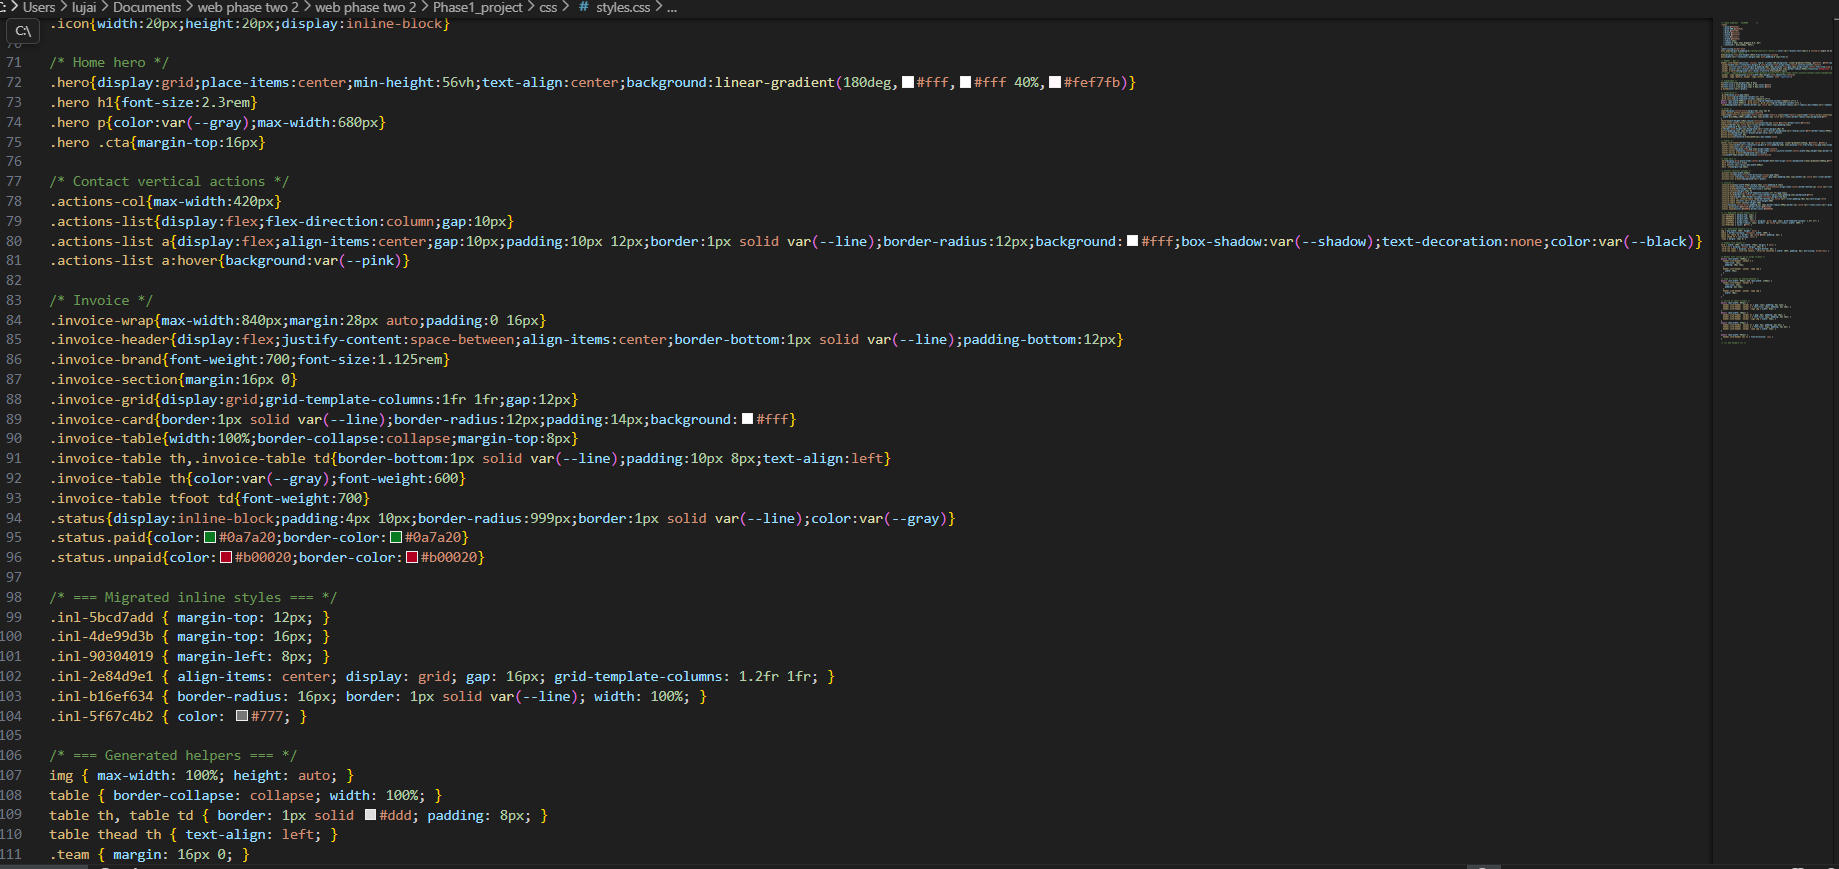 C: > Users > lujai > Documents > web phase two 2 > web phase two 2 > Phase1_project > css > # styles.css > ...
C:\
.icon{width:20px;height:20px;display:inline-block}
70
71 /* Home hero */
72 .hero{display:grid;place-items:center;min-height:56vh;text-align:center;background:linear-gradient(180deg,#fff,#fff 40%,#fef7fb)}
73 .hero h1{font-size:2.3rem}
74 .hero p{color:var(--gray);max-width:680px}
75 .hero .cta{margin-top:16px}
76
77 /* Contact vertical actions */
78 .actions-col{max-width:420px}
79 .actions-list{display:flex;flex-direction:column;gap:10px}
80 .actions-list a{display:flex;align-items:center;gap:10px;padding:10px 12px;border:1px solid var(--line);border-radius:12px;background:#fff;box-shadow:var(--shadow);text-decoration:none;color:var(--black)}
81 .actions-list a:hover{background:var(--pink)}
82
83 /* Invoice */
84 .invoice-wrap{max-width:840px;margin:28px auto;padding:0 16px}
85 .invoice-header{display:flex;justify-content:space-between;align-items:center;border-bottom:1px solid var(--line);padding-bottom:12px}
86 .invoice-brand{font-weight:700;font-size:1.125rem}
87 .invoice-section{margin:16px 0}
88 .invoice-grid{display:grid;grid-template-columns:1fr 1fr;gap:12px}
89 .invoice-card{border:1px solid var(--line);border-radius:12px;padding:14px;background:#fff}
90 .invoice-table{width:100%;border-collapse:collapse;margin-top:8px}
91 .invoice-table th,.invoice-table td{border-bottom:1px solid var(--line);padding:10px 8px;text-align:left}
92 .invoice-table th{color:var(--gray);font-weight:600}
93 .invoice-table tfoot td{font-weight:700}
94 .status{display:inline-block;padding:4px 10px;border-radius:999px;border:1px solid var(--line);color:var(--gray)}
95 .status.paid{color:#0a7a20;border-color:#0a7a20}
96 .status.unpaid{color:#b00020;border-color:#b00020}
97
98 /* === Migrated inline styles === */
99 .inl-5bcd7add { margin-top: 12px; }
100 .inl-4de99d3b { margin-top: 16px; }
101 .inl-90304019 { margin-left: 8px; }
102 .inl-2e84d9e1 { align-items: center; display: grid; gap: 16px; grid-template-columns: 1.2fr 1fr; }
103 .inl-b16ef634 { border-radius: 16px; border: 1px solid var(--line); width: 100%; }
104 .inl-5f67c4b2 { color: #777; }
105
106 /* === Generated helpers === */
107 img { max-width: 100%; height: auto; }
108 table { border-collapse: collapse; width: 100%; }
109 table th, table td { border: 1px solid #ddd; padding: 8px; }
110 table thead th { text-align: left; }
111 .team { margin: 16px 0; }